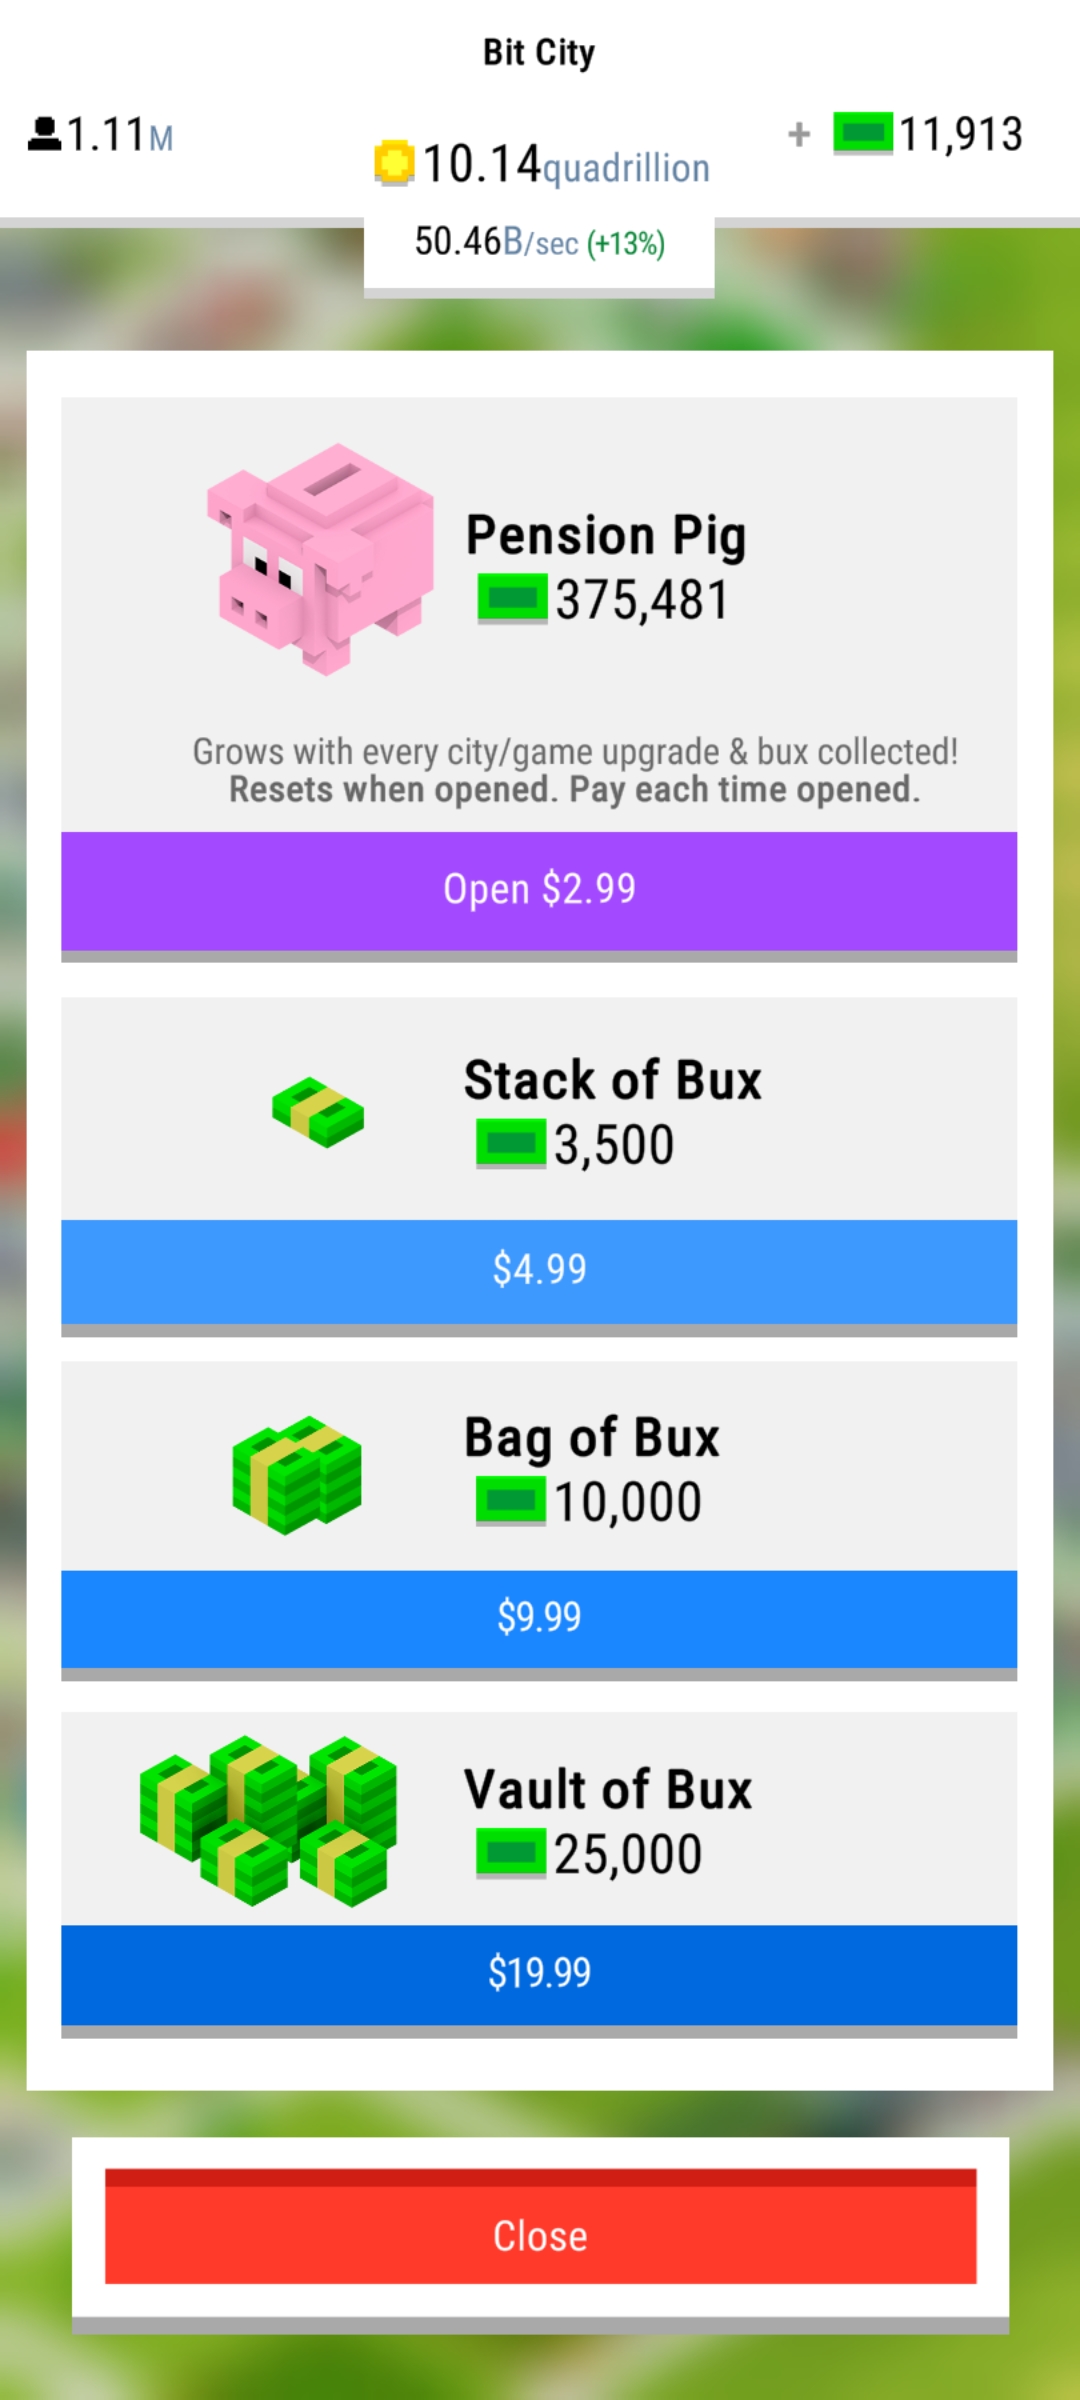 Bit City
1.11M
10.14quadrillion
+ 11,913
50.46B/sec (+13%)
Pension Pig
375,481
Grows with every city/game upgrade & bux collected!
Resets when opened. Pay each time opened.
Open $2.99
Stack of Bux
3,500
$4.99
Bag of Bux
10,000
$9.99
Vault of Bux
25,000
$19.99
Close